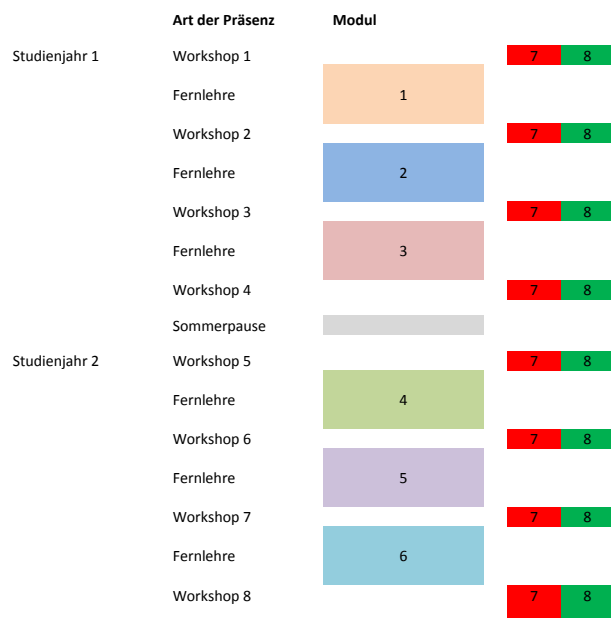 Art der Präsenz Modul
Studienjahr 1 Workshop 1 7 8
Fernlehre 1
Workshop 2 7 8
Fernlehre 2
Workshop 3 7 8
Fernlehre 3
Workshop 4 7 8
Sommerpause
Studienjahr 2 Workshop 5 7 8
Fernlehre 4
Workshop 6 7 8
Fernlehre 5
Workshop 7 7 8
Fernlehre 6
Workshop 8 7 8